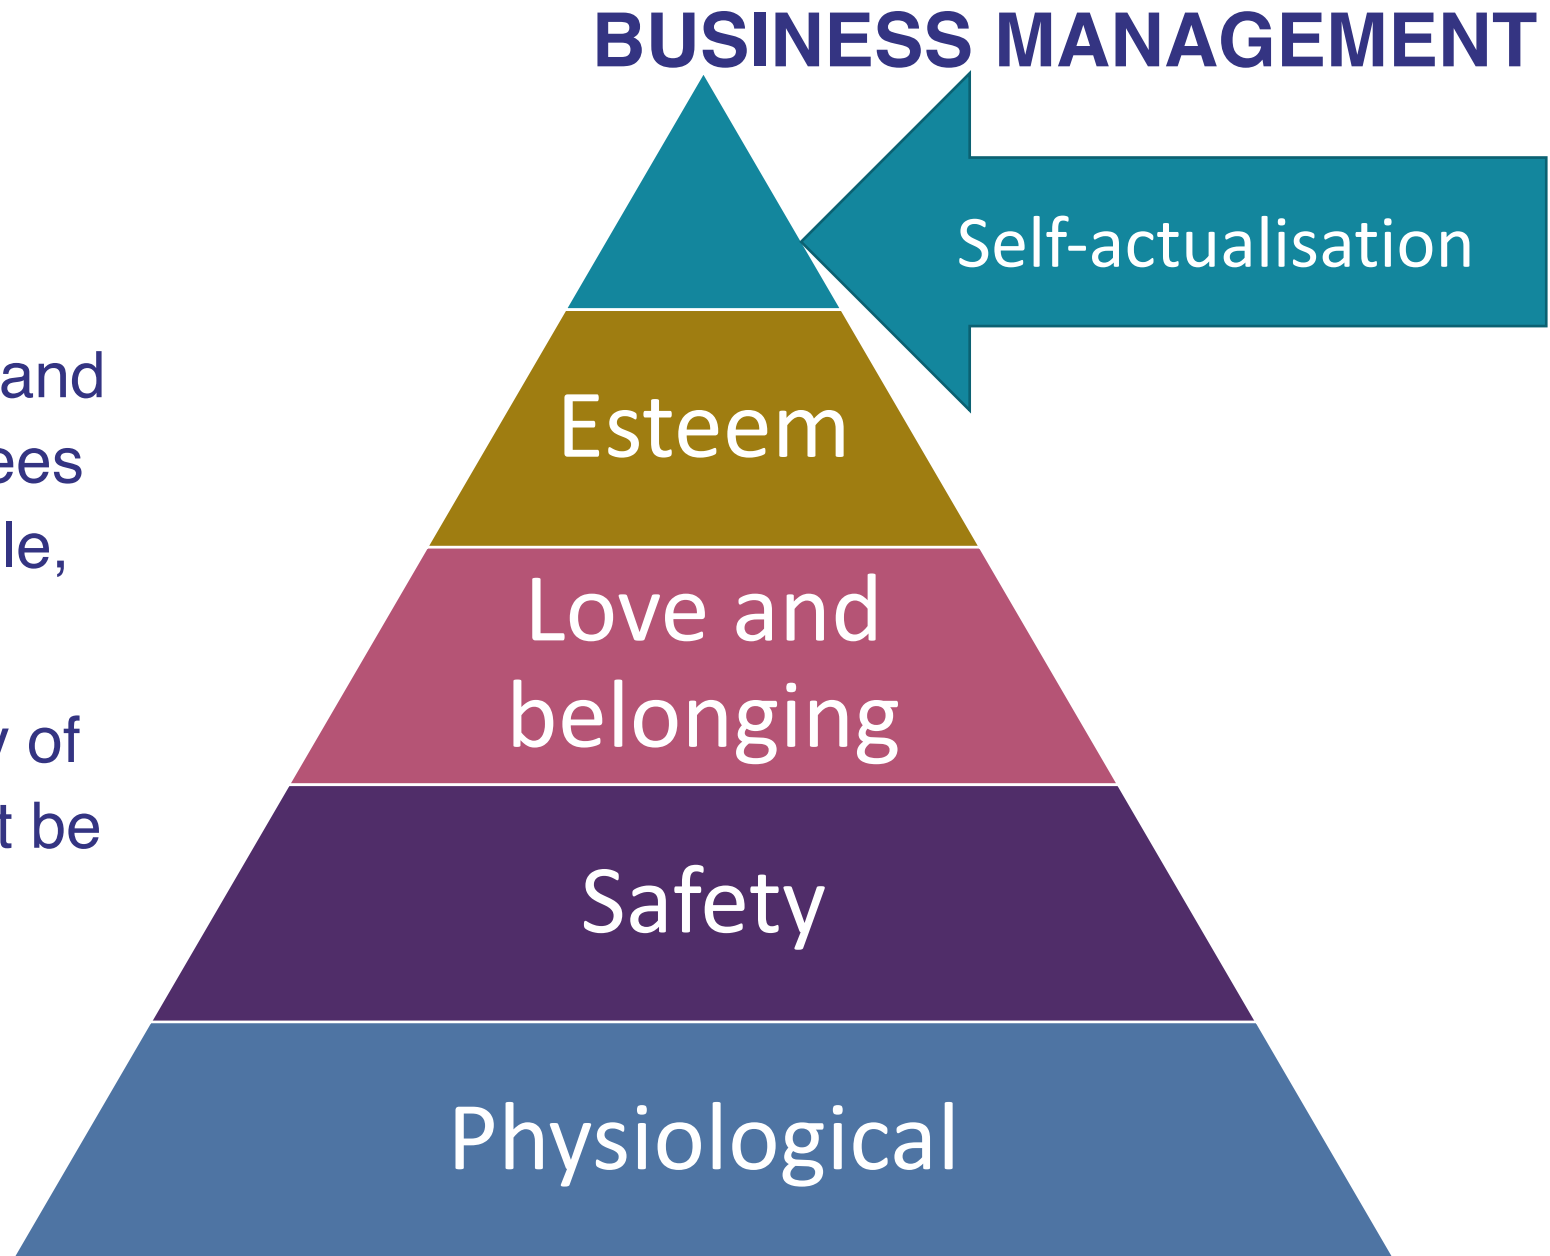 BUSINESS MANAGEMENT
Self-actualisation
and
ees
le,
y of
t be
Esteem
Love and
belonging
Safety
Physiological